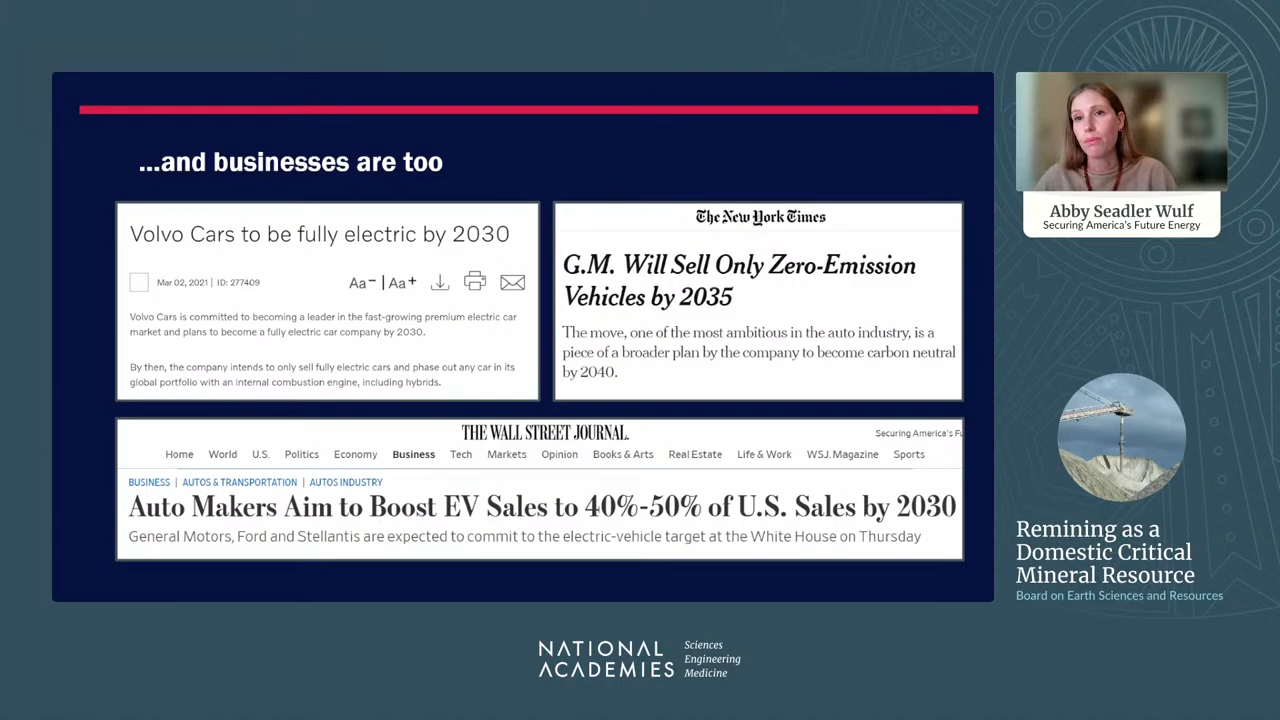 ...and businesses are too
Volvo Cars to be fully electric by 2030
Mar 02, 2021 | ID: 277409
Aa− | Aa+
Volvo Cars is committed to becoming a leader in the fast-growing premium electric car
market and plans to become a fully electric car company by 2030.
By then, the company intends to only sell fully electric cars and phase out any car in its
global portfolio with an internal combustion engine, including hybrids.
The New York Times
G.M. Will Sell Only Zero-Emission
Vehicles by 2035
The move, one of the most ambitious in the auto industry, is a
piece of a broader plan by the company to become carbon neutral
by 2040.
THE WALL STREET JOURNAL.
Securing America's Fu
Home World U.S. Politics Economy Business Tech Markets Opinion Books & Arts Real Estate Life & Work WSJ. Magazine Sports
BUSINESS | AUTOS & TRANSPORTATION | AUTOS INDUSTRY
Auto Makers Aim to Boost EV Sales to 40%-50% of U.S. Sales by 2030
General Motors, Ford and Stellantis are expected to commit to the electric-vehicle target at the White House on Thursday
Abby Seadler Wulf
Securing America's Future Energy
Remining as a
Domestic Critical
Mineral Resource
Board on Earth Sciences and Resources
NATIONAL
ACADEMIES
Sciences
Engineering
Medicine